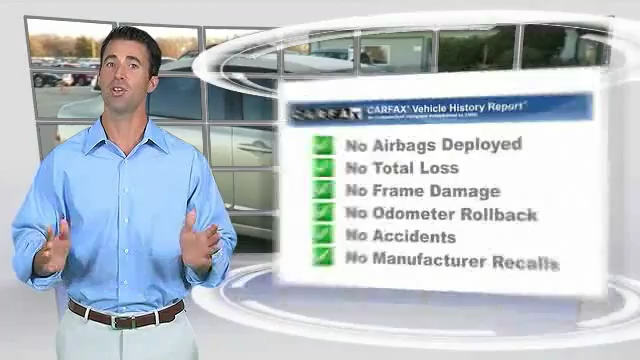 CARFAX CARFAX Vehicle History Report
No Airbags Deployed
No Total Loss
No Frame Damage
No Odometer Rollback
No Accidents
No Manufacturer Recalls